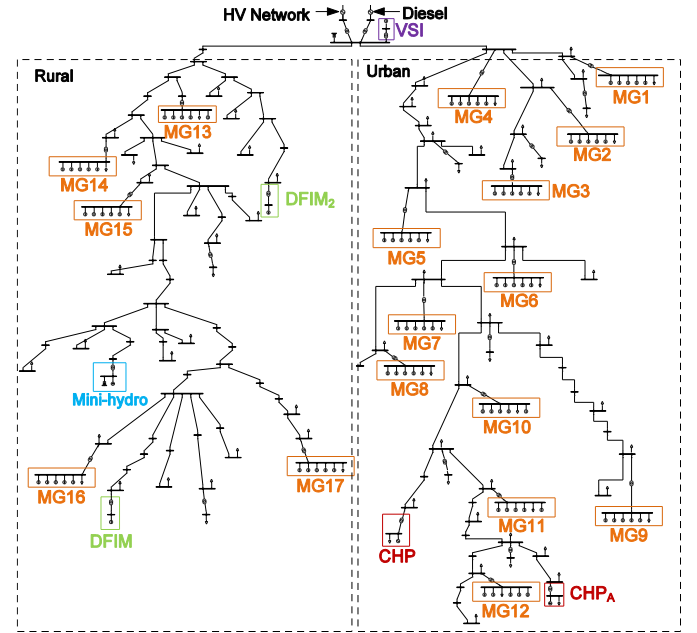 HV Network
Diesel
VSI
Rural
Urban
MG1
MG4
MG13
MG2
MG14
MG3
DFIM₂
MG15
MG5
MG6
MG7
MG8
Mini-hydro
MG10
MG17
MG16
MG11
MG9
DFIM
CHP
CHPA
MG12